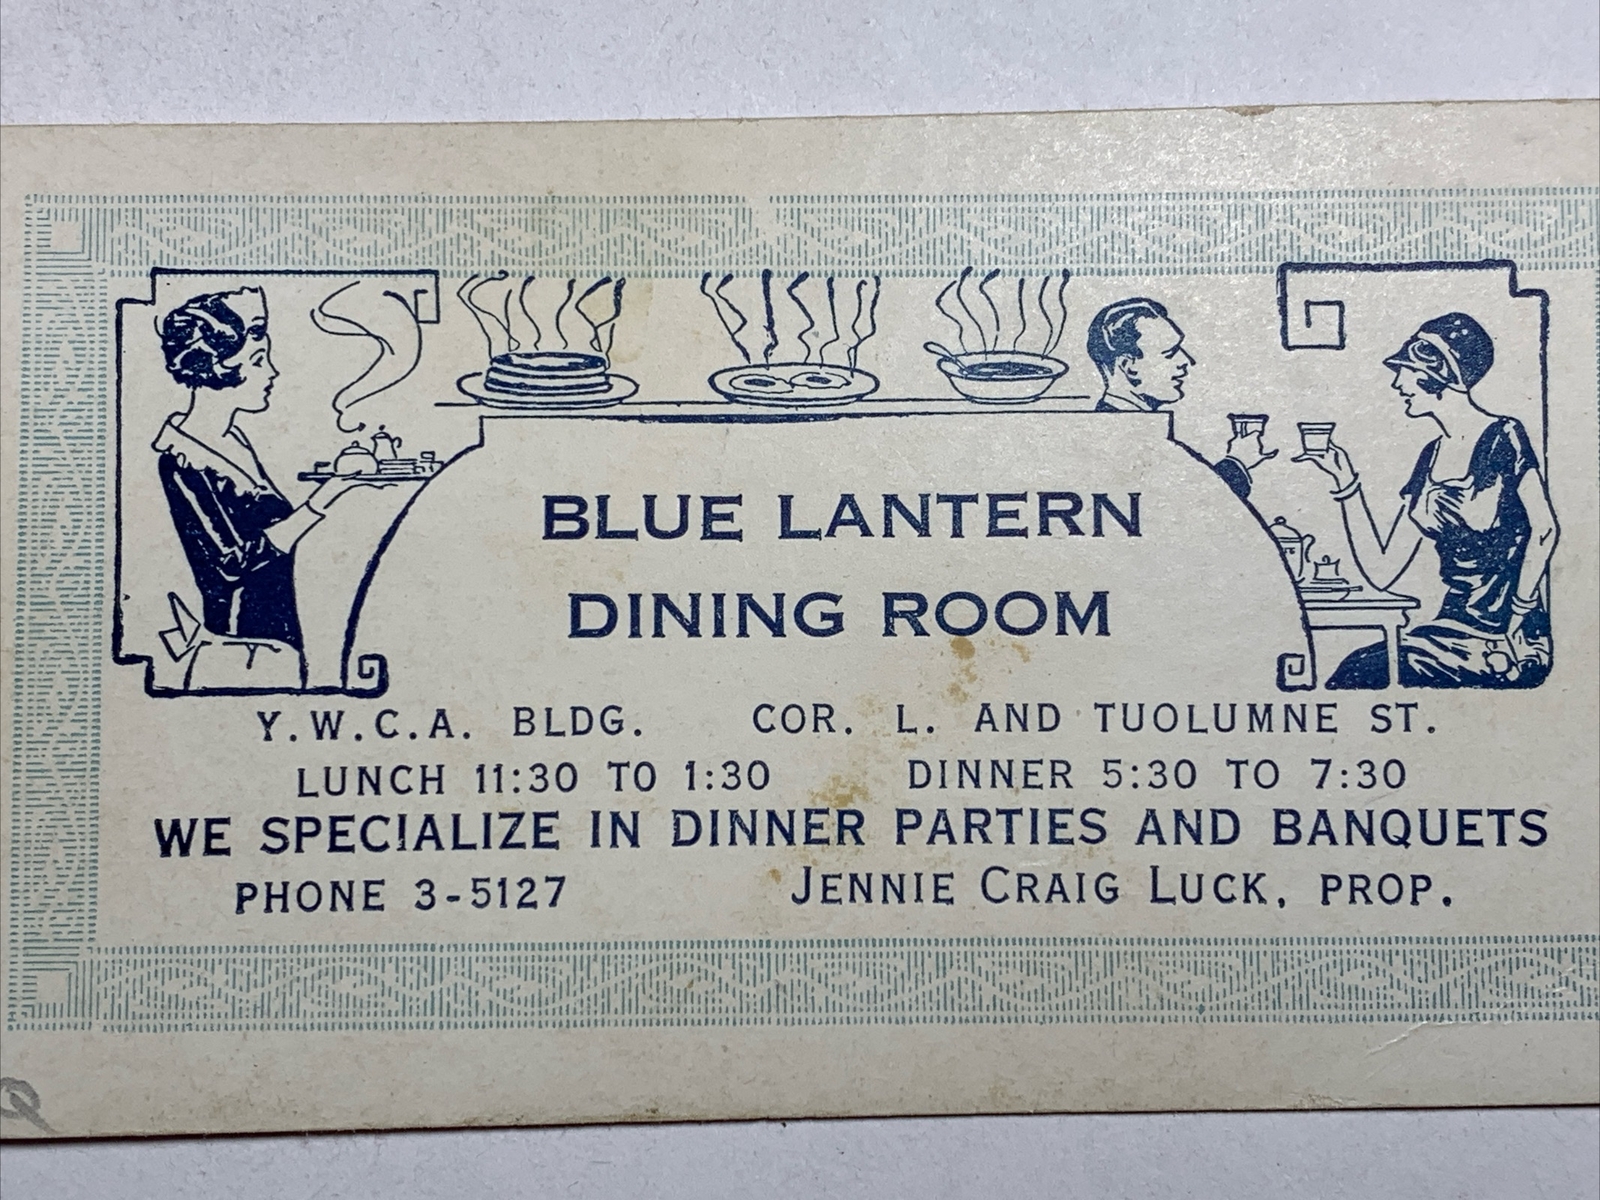 BLUE LANTERN
DINING ROOM
Y.W.C.A. BLDG. COR. L. AND TUOLUMNE ST.
LUNCH 11:30 TO 1:30 DINNER 5:30 TO 7:30
WE SPECIALIZE IN DINNER PARTIES AND BANQUETS
PHONE 3-5127 JENNIE CRAIG LUCK, PROP.